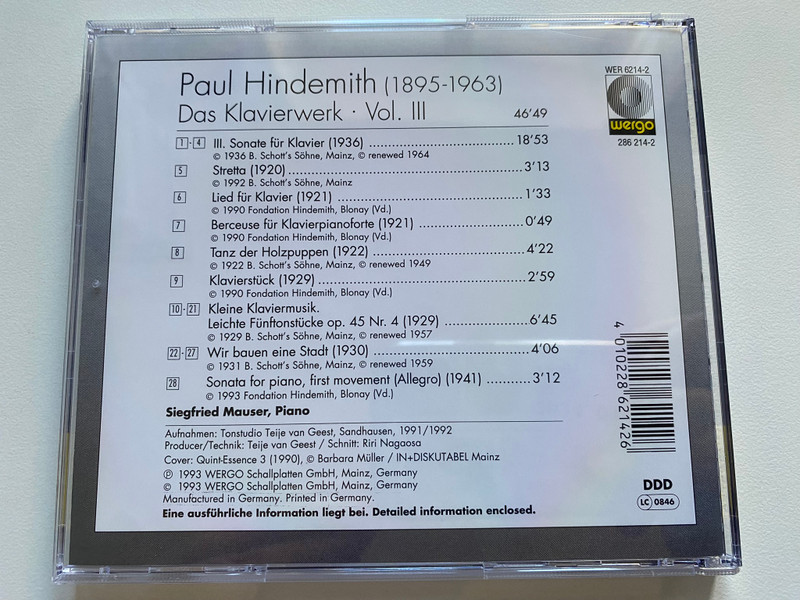 Paul Hindemith (1895-1963)
Das Klavierwerk · Vol. III 46'49
WER 6214-2
wergo
286 214-2
1 - 4 III. Sonate für Klavier (1936) 18'53
© 1936 B. Schott's Söhne, Mainz, © renewed 1964
5 Stretta (1920) 3'13
© 1992 B. Schott's Söhne, Mainz
6 Lied für Klavier (1921) 1'33
© 1990 Fondation Hindemith, Blonay (Vd.)
7 Berceuse für Klavierpianoforte (1921) 0'49
© 1990 Fondation Hindemith, Blonay (Vd.)
8 Tanz der Holzpuppen (1922) 4'22
© 1922 B. Schott's Söhne, Mainz, © renewed 1949
9 Klavierstück (1929) 2'59
© 1990 Fondation Hindemith, Blonay (Vd.)
10 - 21 Kleine Klaviermusik.
Leichte Fünftonstücke op. 45 Nr. 4 (1929) 6'45
© 1929 B. Schott's Söhne, Mainz, © renewed 1957
22 - 27 Wir bauen eine Stadt (1930) 4'06
© 1931 B. Schott's Söhne, Mainz, © renewed 1959
28 Sonata for piano, first movement (Allegro) (1941) 3'12
© 1993 Fondation Hindemith, Blonay (Vd.)
Siegfried Mauser, Piano
Aufnahmen: Tonstudio Teije van Geest, Sandhausen, 1991/1992
Producer/Technik: Teije van Geest / Schnitt: Riri Nagaosa
Cover: Quint-Essence 3 (1990), © Barbara Müller / IN+DISKUTABEL Mainz
℗ 1993 WERGO Schallplatten GmbH, Mainz, Germany
© 1993 WERGO Schallplatten GmbH, Mainz, Germany
Manufactured in Germany. Printed in Germany.
Eine ausführliche Information liegt bei. Detailed information enclosed.
4 010228 621426
DDD
LC 0846